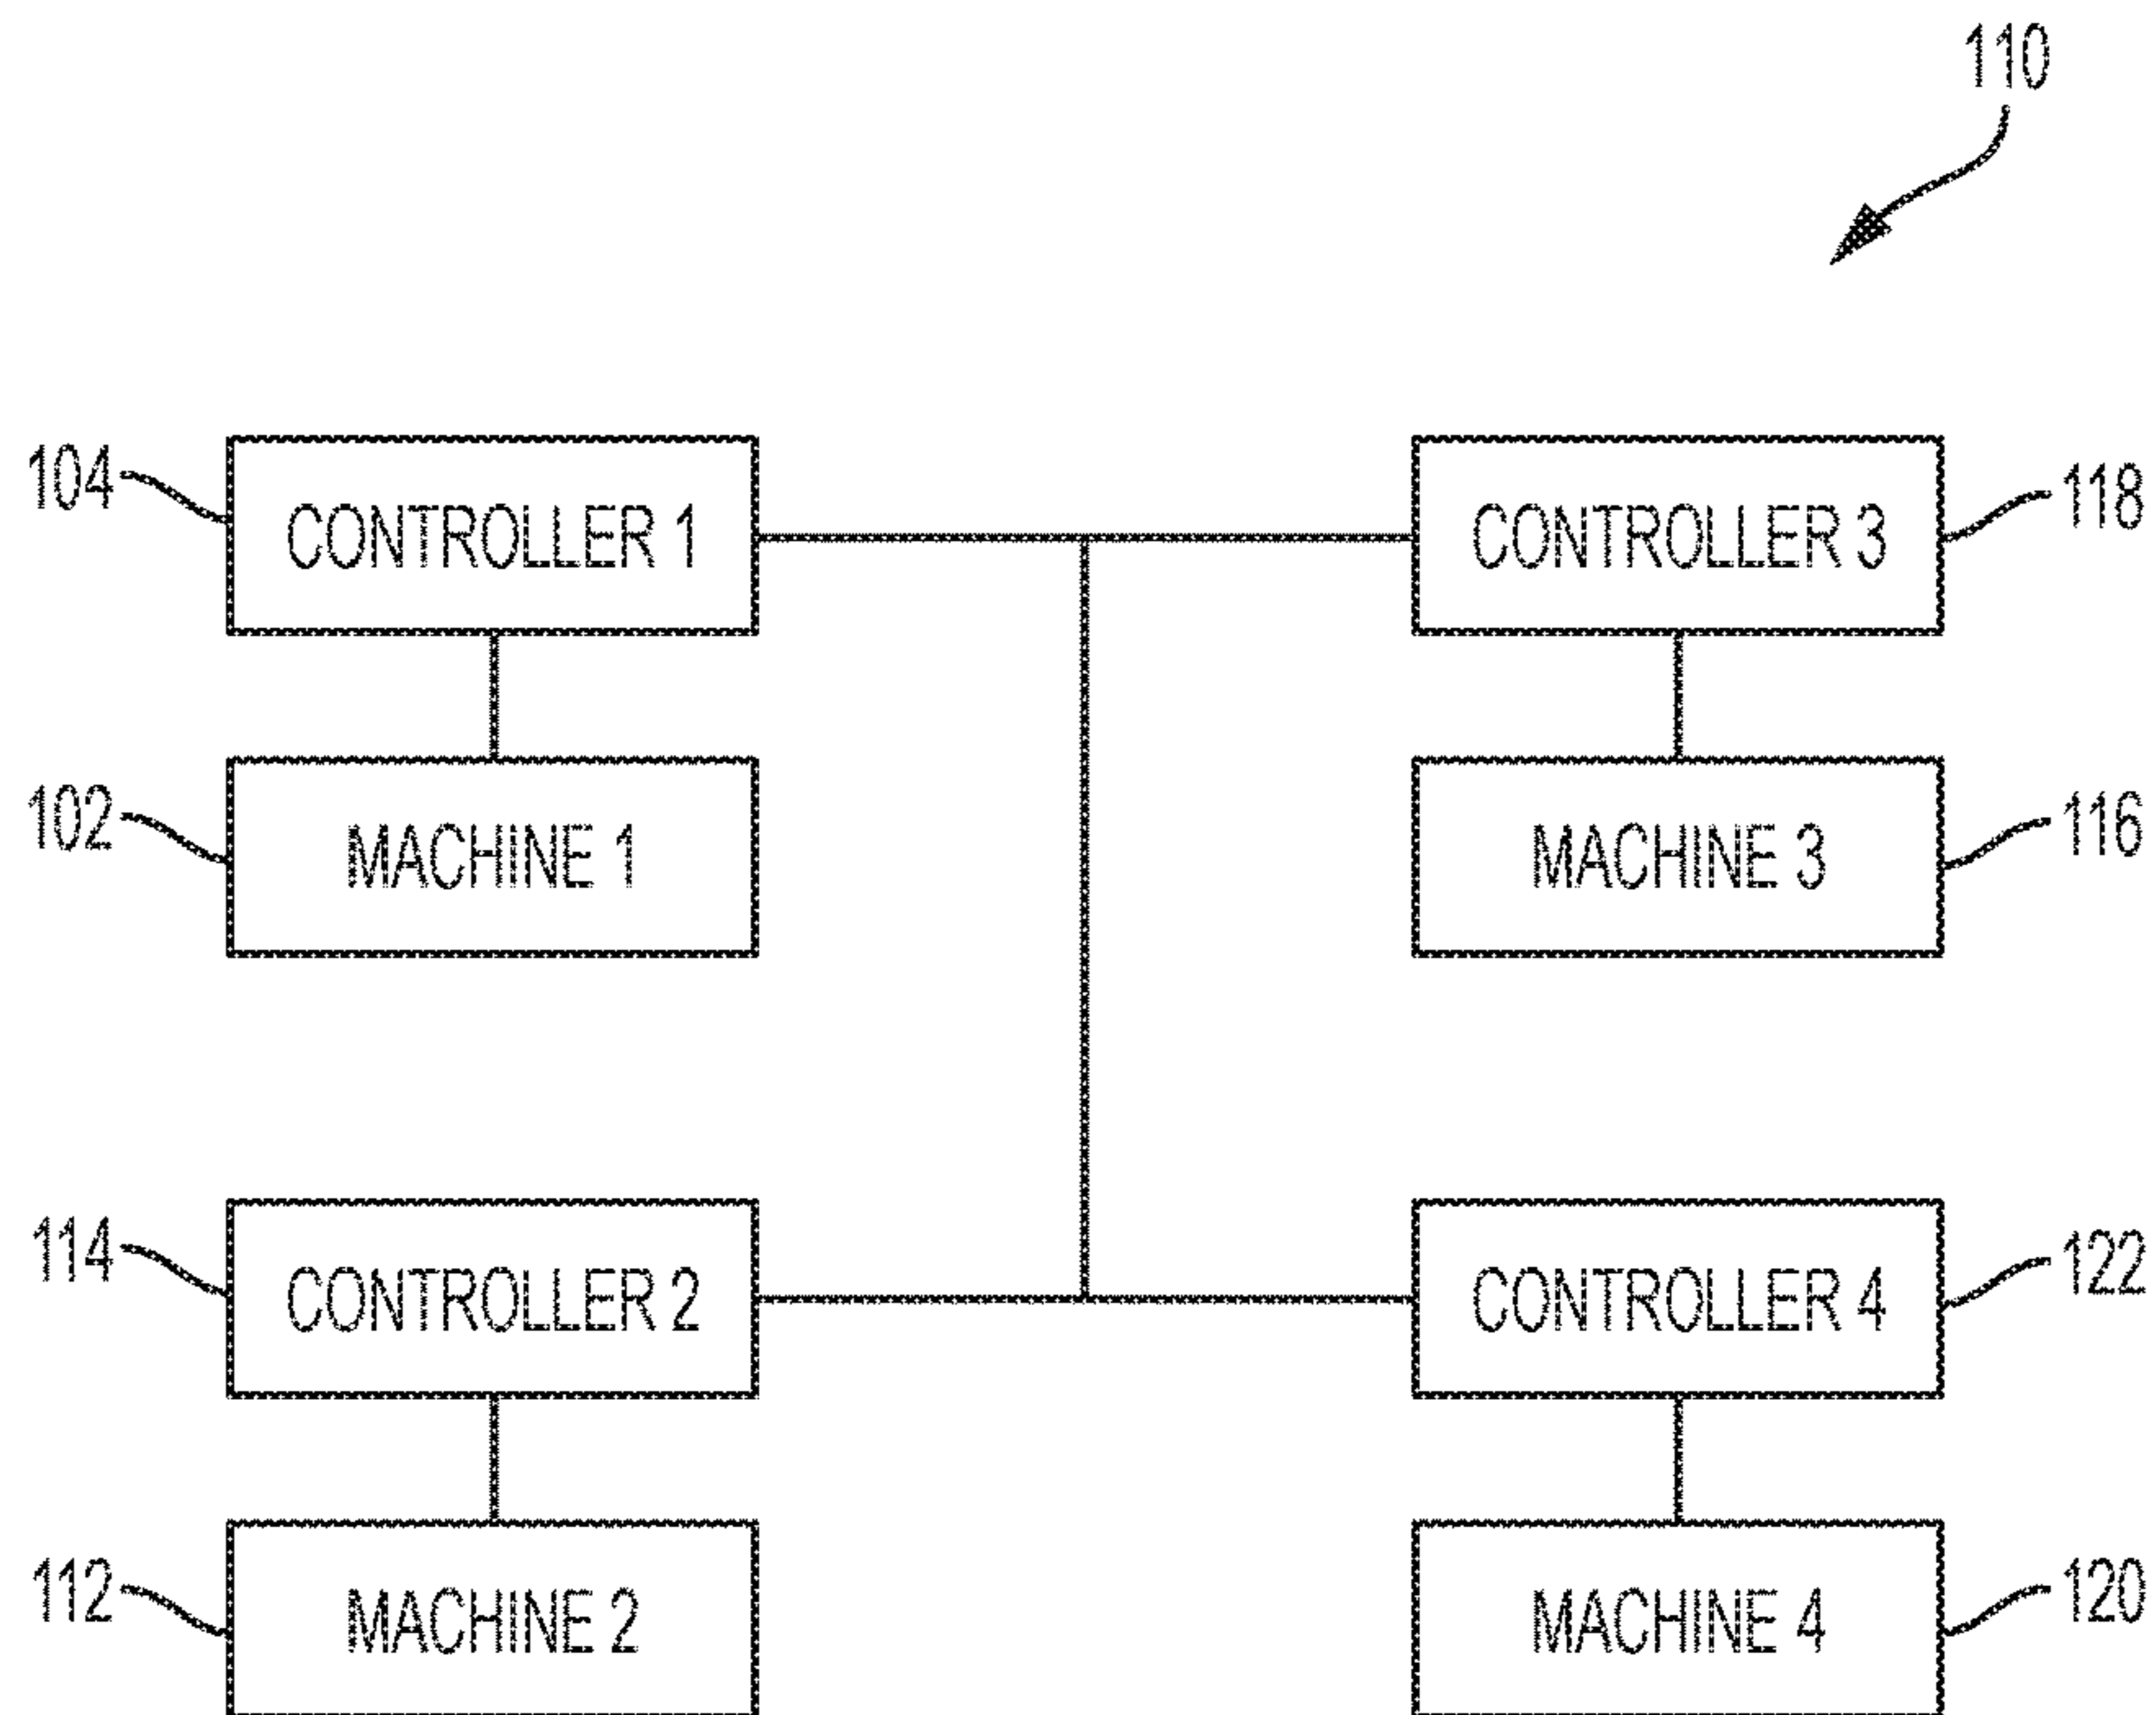 110
104
CONTROLLER 1
CONTROLLER 3
118
102
MACHINE 1
MACHINE 3
116
114
CONTROLLER 2
CONTROLLER 4
122
112
MACHINE 2
MACHINE 4
120